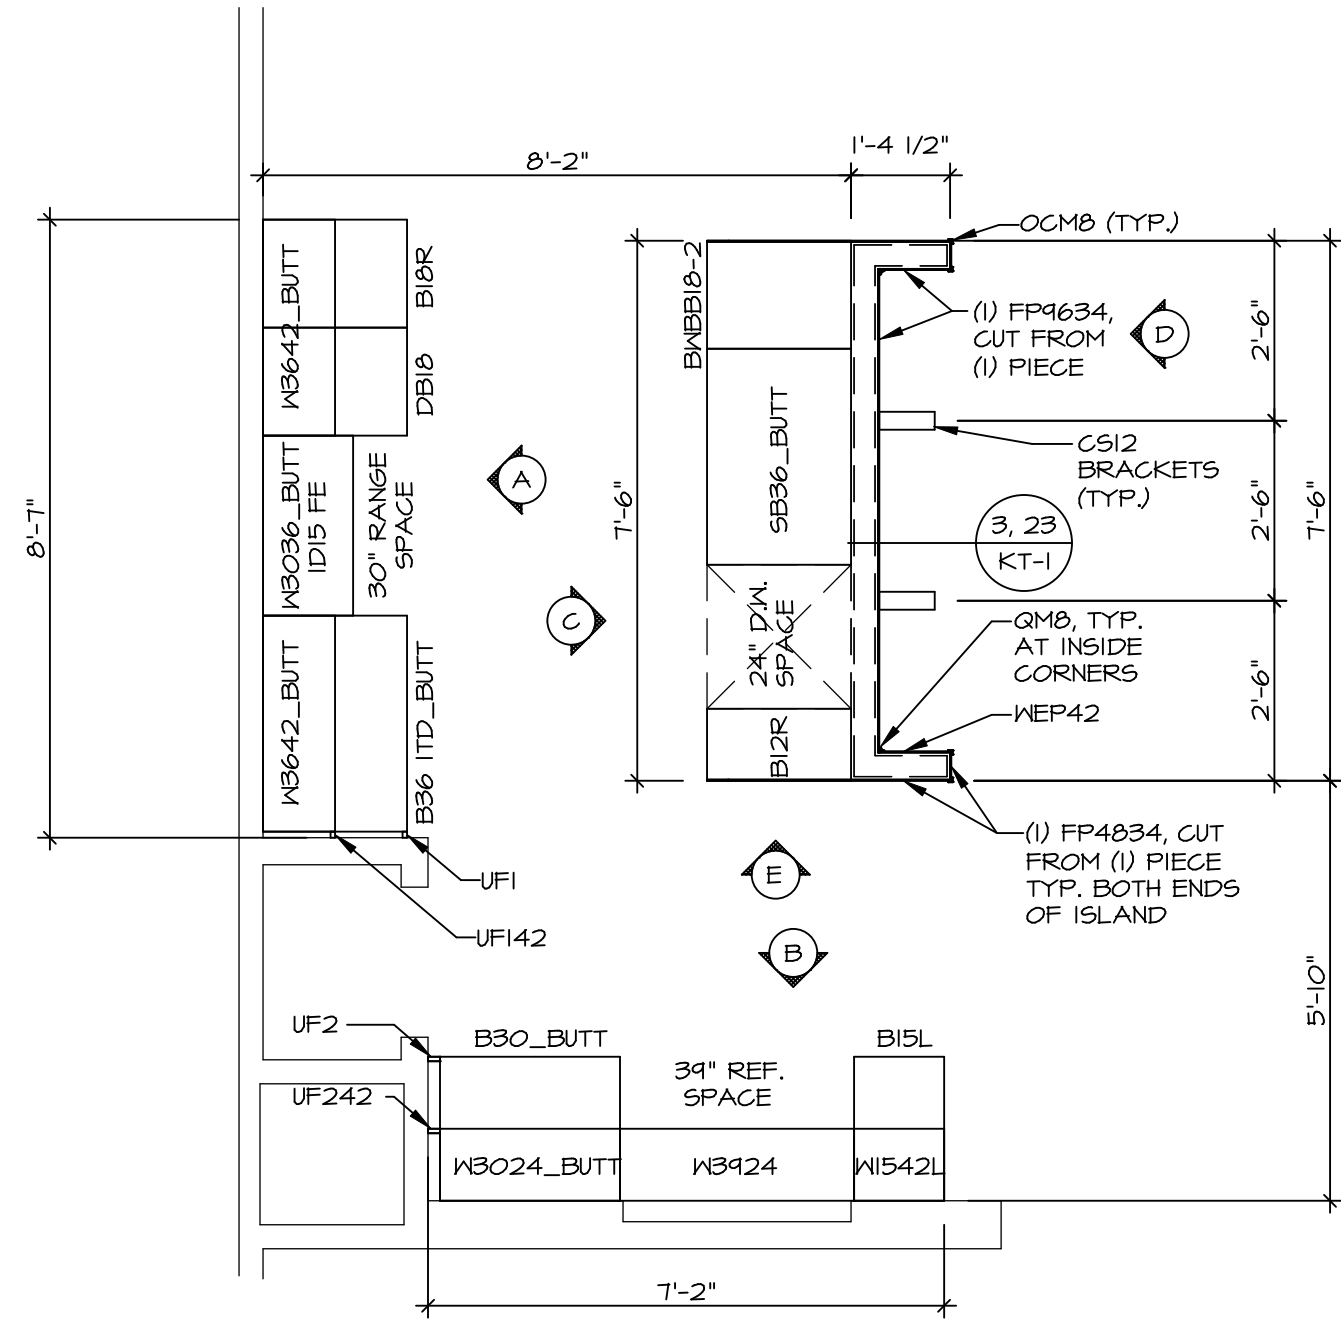 1'-4 1/2"
8'-2"
OCM8 (TYP.)
W3642_BUTT
B18R
BWBB18-2
(1) FP9634,
CUT FROM
(1) PIECE
D
2'-6"
DB18
SB36_BUTT
CS12
BRACKETS
(TYP.)
A
W3036_BUTT
1D15 FE
30" RANGE
SPACE
8'-7"
7'-6"
3, 23
KT-1
2'-6"
7'-6"
C
24" D.W.
SPACE
QM8, TYP.
AT INSIDE
CORNERS
W3642_BUTT
B36 1TD_BUTT
2'-6"
WEP42
B12R
(1) FP4834, CUT
FROM (1) PIECE
TYP. BOTH ENDS
OF ISLAND
E
UF1
UF142
B
5'-10"
UF2
B30_BUTT
B15L
39" REF.
SPACE
UF242
W3024_BUTT
W3924
W1542L
7'-2"